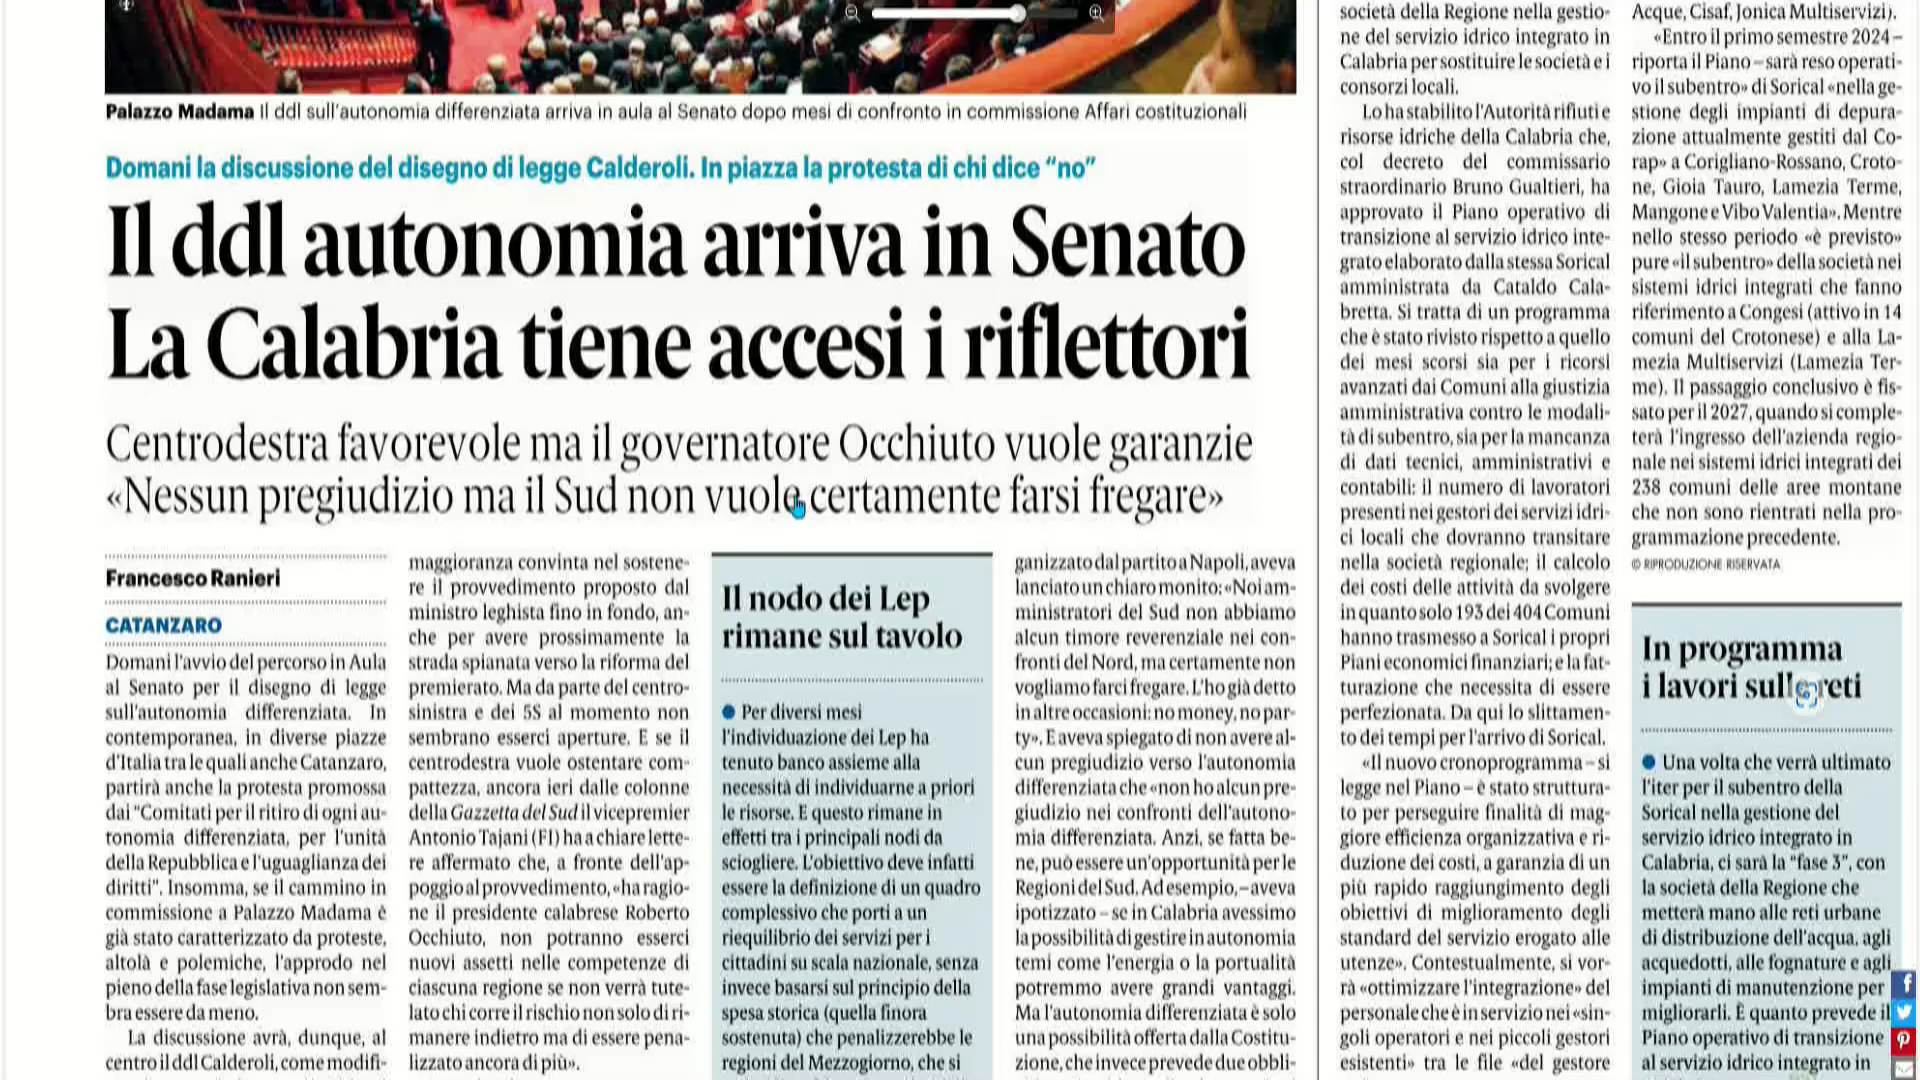 Palazzo Madama Il ddl sull'autonomia differenziata arriva in aula al Senato dopo mesi di confronto in commissione Affari costituzionali
Domani la discussione del disegno di legge Calderoli. In piazza la protesta di chi dice “no”
Il ddl autonomia arriva in Senato
La Calabria tiene accesi i riflettori
Centrodestra favorevole ma il governatore Occhiuto vuole garanzie
«Nessun pregiudizio ma il Sud non vuole certamente farsi fregare»
Francesco Ranieri
CATANZARO
Domani l'avvio del percorso in Aula
al Senato per il disegno di legge
sull'autonomia differenziata. In
contemporanea, in diverse piazze
d'Italia tra le quali anche Catanzaro,
partirà anche la protesta promossa
dai "Comitati per il ritiro di ogni au-
tonomia differenziata, per l'unità
della Repubblica e l'uguaglianza dei
diritti". Insomma, se il cammino in
commissione a Palazzo Madama è
già stato caratterizzato da proteste,
altolà e polemiche, l'approdo nel
pieno della fase legislativa non sem-
bra essere da meno.
La discussione avrà, dunque, al
centro il ddl Calderoli, come modifi-
maggioranza convinta nel sostene-
re il provvedimento proposto dal
ministro leghista fino in fondo, an-
che per avere prossimamente la
strada spianata verso la riforma del
premierato. Ma da parte del centro-
sinistra e dei 5S al momento non
sembrano esserci aperture. E se il
centrodestra vuole ostentare com-
pattezza, ancora ieri dalle colonne
della Gazzetta del Sud il vicepremier
Antonio Tajani (FI) ha a chiare lette-
re affermato che, a fronte dell'ap-
poggio al provvedimento, «ha ragio-
ne il presidente calabrese Roberto
Occhiuto, non potranno esserci
nuovi assetti nelle competenze di
ciascuna regione se non verrà tute-
lato chi corre il rischio non solo di ri-
manere indietro ma di essere pena-
lizzato ancora di più».
Il nodo dei Lep
rimane sul tavolo
● Per diversi mesi
l'individuazione dei Lep ha
tenuto banco assieme alla
necessità di individuarne a priori
le risorse. E questo rimane in
effetti tra i principali nodi da
sciogliere. L'obiettivo deve infatti
essere la definizione di un quadro
complessivo che porti a un
riequilibrio dei servizi per i
cittadini su scala nazionale, senza
invece basarsi sul principio della
spesa storica (quella finora
sostenuta) che penalizzerebbe le
regioni del Mezzogiorno, che si
ganizzato dal partito a Napoli, aveva
lanciato un chiaro monito: «Noi am-
ministratori del Sud non abbiamo
alcun timore reverenziale nei con-
fronti del Nord, ma certamente non
vogliamo farci fregare. L'ho già detto
in altre occasioni: no money, no par-
ty». E aveva spiegato di non avere al-
cun pregiudizio verso l'autonomia
differenziata che «non ho alcun pre-
giudizio nei confronti dell'autono-
mia differenziata. Anzi, se fatta be-
ne, può essere un'opportunità per le
Regioni del Sud. Ad esempio, – aveva
ipotizzato – se in Calabria avessimo
la possibilità di gestire in autonomia
temi come l'energia o la portualità
potremmo avere grandi vantaggi.
Ma l'autonomia differenziata è solo
una possibilità offerta dalla Costitu-
zione, che invece prevede due obbli-
società della Regione nella gestio-
ne del servizio idrico integrato in
Calabria per sostituire le società e i
consorzi locali.
Lo ha stabilito l'Autorità rifiuti e
risorse idriche della Calabria che,
col decreto del commissario
straordinario Bruno Gualtieri, ha
approvato il Piano operativo di
transizione al servizio idrico inte-
grato elaborato dalla stessa Sorical
amministrata da Cataldo Cala-
bretta. Si tratta di un programma
che è stato rivisto rispetto a quello
dei mesi scorsi sia per i ricorsi
avanzati dai Comuni alla giustizia
amministrativa contro le modali-
tà di subentro, sia per la mancanza
di dati tecnici, amministrativi e
contabili: il numero di lavoratori
presenti nei gestori dei servizi idri-
ci locali che dovranno transitare
nella società regionale; il calcolo
dei costi delle attività da svolgere
in quanto solo 193 dei 404 Comuni
hanno trasmesso a Sorical i propri
Piani economici finanziari; e la fat-
turazione che necessita di essere
perfezionata. Da qui lo slittamen-
to dei tempi per l'arrivo di Sorical.
«Il nuovo cronoprogramma – si
legge nel Piano – è stato struttura-
to per perseguire finalità di mag-
giore efficienza organizzativa e ri-
duzione dei costi, a garanzia di un
più rapido raggiungimento degli
obiettivi di miglioramento degli
standard del servizio erogato alle
utenze». Contestualmente, si vor-
rà «ottimizzare l'integrazione» del
personale che è in servizio nei «sin-
goli operatori e nei piccoli gestori
esistenti» tra le file «del gestore
Acque, Cisaf, Jonica Multiservizi).
«Entro il primo semestre 2024 –
riporta il Piano – sarà reso operati-
vo il subentro» di Sorical «nella ge-
stione degli impianti di depura-
zione attualmente gestiti dal Co-
rap» a Corigliano-Rossano, Croto-
ne, Gioia Tauro, Lamezia Terme,
Mangone e Vibo Valentia». Mentre
nello stesso periodo «è previsto»
pure «il subentro» della società nei
sistemi idrici integrati che fanno
riferimento a Congesi (attivo in 14
comuni del Crotonese) e alla La-
mezia Multiservizi (Lamezia Ter-
me). Il passaggio conclusivo è fis-
sato per il 2027, quando si comple-
terà l'ingresso dell'azienda regio-
nale nei sistemi idrici integrati dei
238 comuni delle aree montane
che non sono rientrati nella pro-
grammazione precedente.
© RIPRODUZIONE RISERVATA
In programma
i lavori sulle reti
● Una volta che verrà ultimato
l'iter per il subentro della
Sorical nella gestione del
servizio idrico integrato in
Calabria, ci sarà la "fase 3", con
la società della Regione che
metterà mano alle reti urbane
di distribuzione dell'acqua, agli
acquedotti, alle fognature e agli
impianti di manutenzione per
migliorarli. È quanto prevede il
Piano operativo di transizione
al servizio idrico integrato in